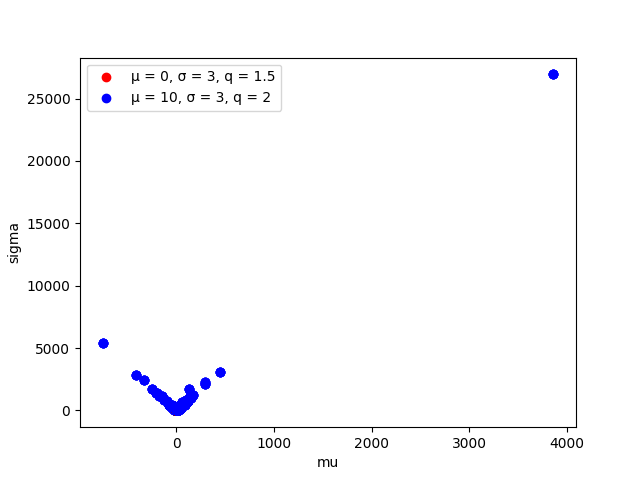 μ = 0, σ = 3, q = 1.5
μ = 10, σ = 3, q = 2
25000
20000
15000
10000
5000
0
sigma
0 1000 2000 3000 4000
mu